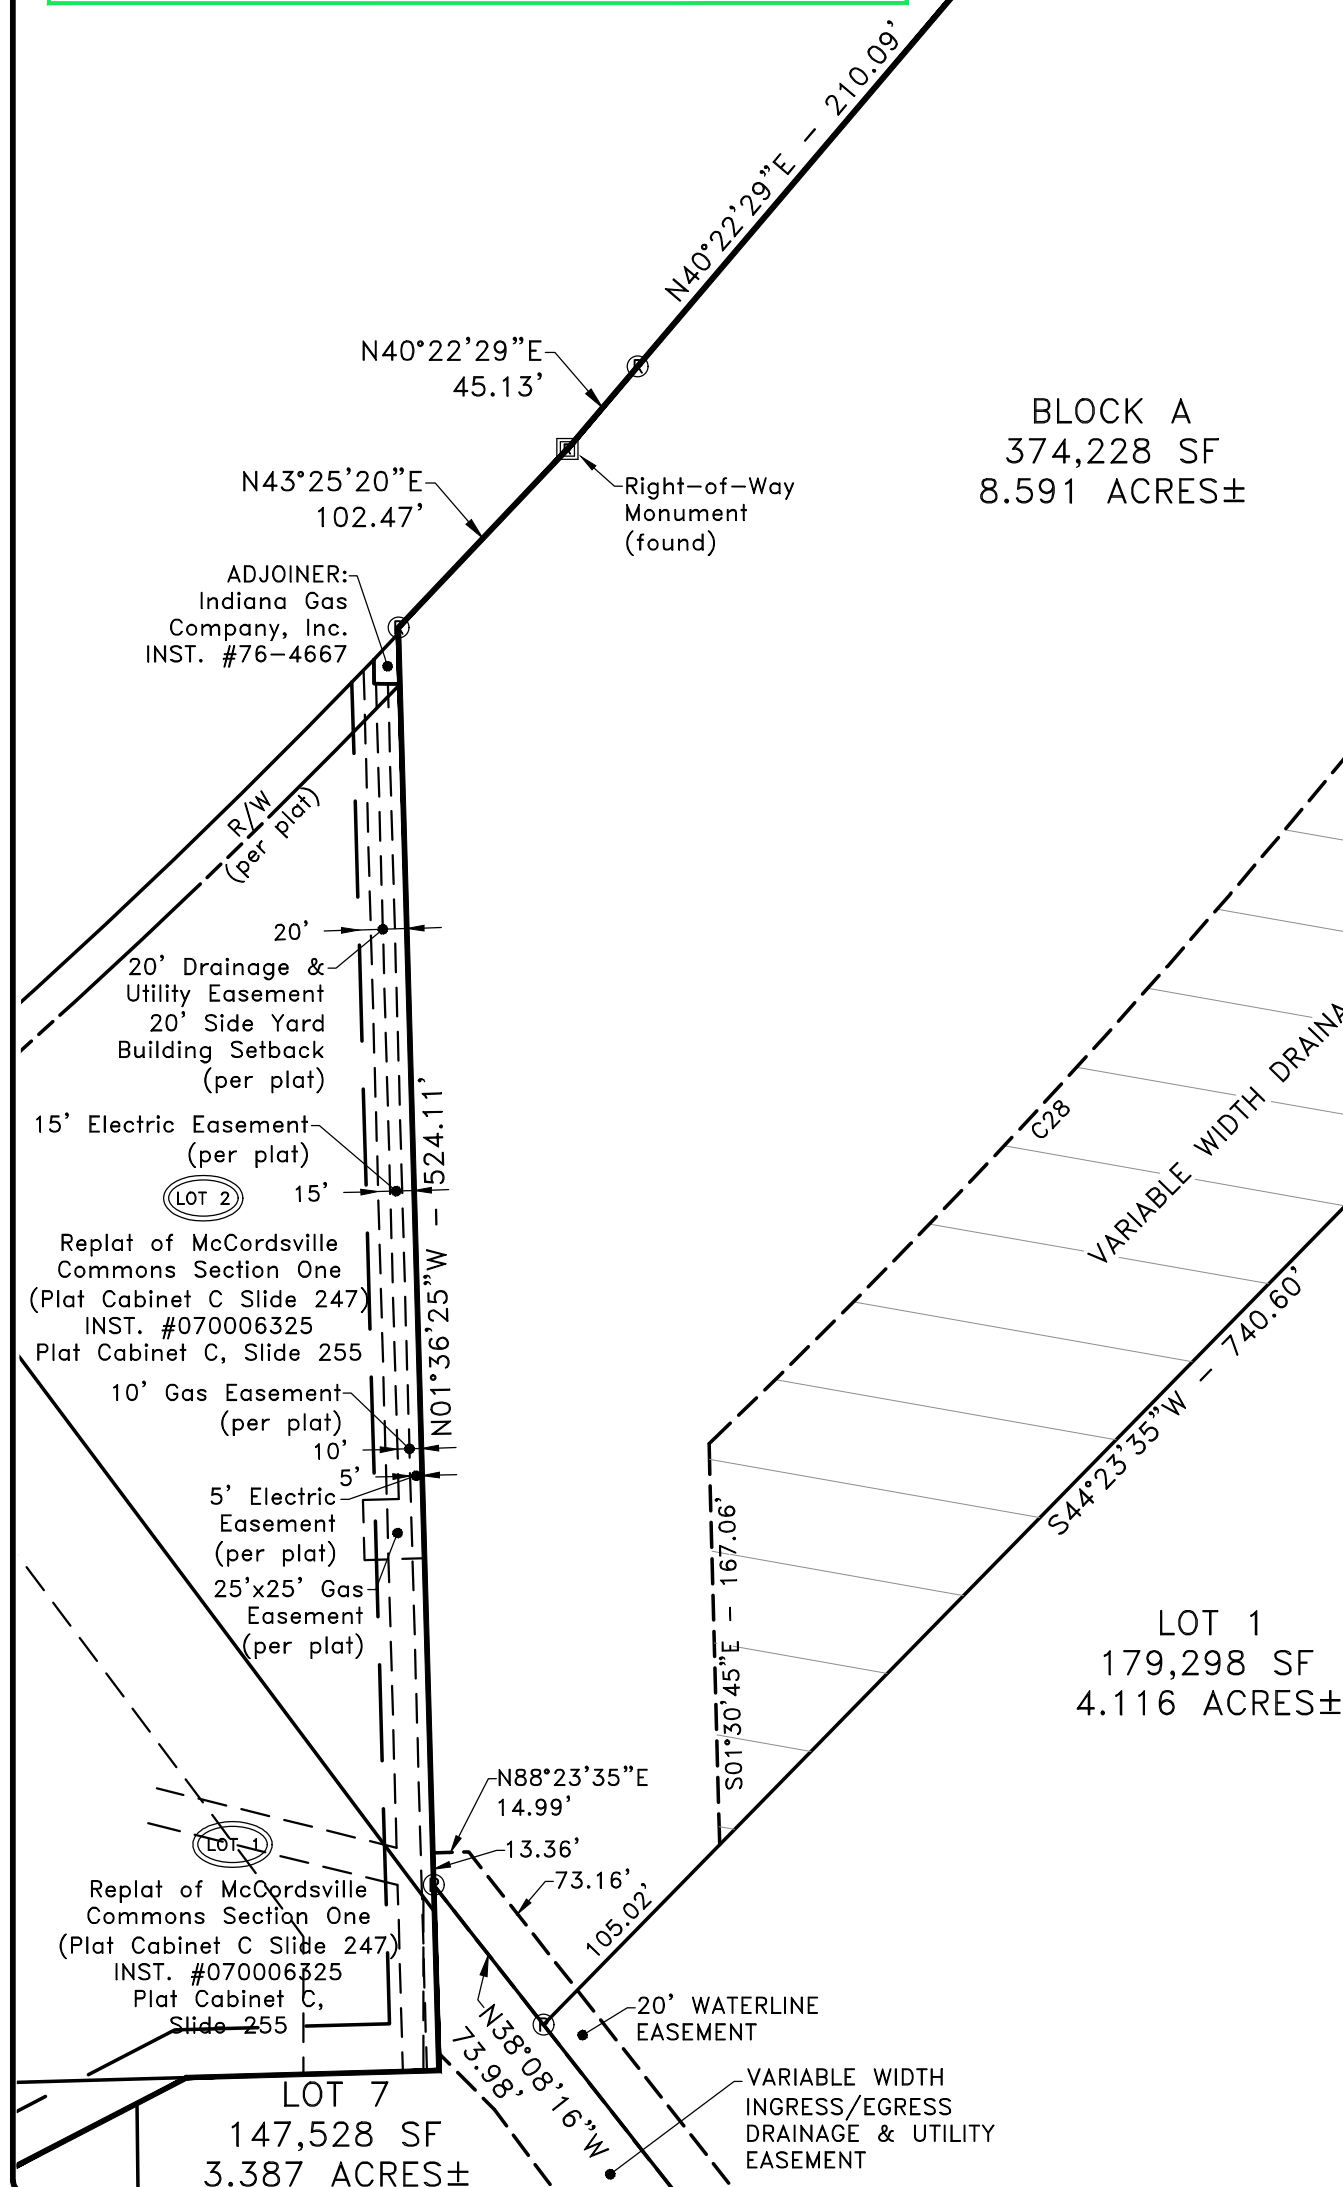 N40°22'29"E - 210.09'
N40°22'29"E
45.13'
BLOCK A
374,228 SF
8.591 ACRES±
N43°25'20"E
102.47'
Right-of-Way
Monument
(found)
ADJOINER:
Indiana Gas
Company, Inc.
INST. #76-4667
R/W
(per plat)
20'
20' Drainage &
Utility Easement
20' Side Yard
Building Setback
(per plat)
N01°36'25"W - 524.11'
15' Electric Easement
(per plat)
LOT 2
15'
C28
VARIABLE WIDTH DRAINA
Replat of McCordsville
Commons Section One
(Plat Cabinet C Slide 247)
INST. #070006325
Plat Cabinet C, Slide 255
10' Gas Easement
(per plat)
10'
5'
5' Electric
Easement
(per plat)
25'x25' Gas
Easement
(per plat)
S44°23'35"W - 740.60'
S01°30'45"E - 167.06'
LOT 1
179,298 SF
4.116 ACRES±
N88°23'35"E
14.99'
13.36'
73.16'
105.02'
LOT 1
Replat of McCordsville
Commons Section One
(Plat Cabinet C Slide 247)
INST. #070006325
Plat Cabinet C,
Slide 255
N38°08'16"W
73.98'
20' WATERLINE
EASEMENT
VARIABLE WIDTH
INGRESS/EGRESS
DRAINAGE & UTILITY
EASEMENT
LOT 7
147,528 SF
3.387 ACRES±